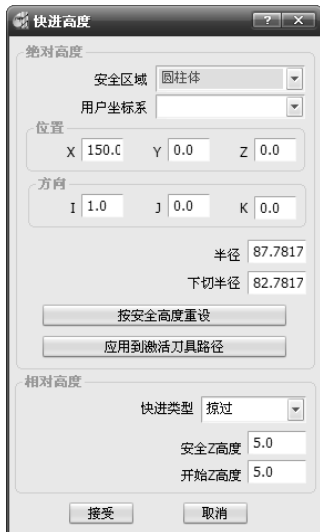 快进高度
绝对高度
安全区域 圆柱体
用户坐标系
位置
X 150.0 Y 0.0 Z 0.0
方向
I 1.0 J 0.0 K 0.0
半径 87.7817
下切半径 82.7817
按安全高度重设
应用到激活刀具路径
相对高度
快进类型 掠过
安全Z高度 5.0
开始Z高度 5.0
接受 取消